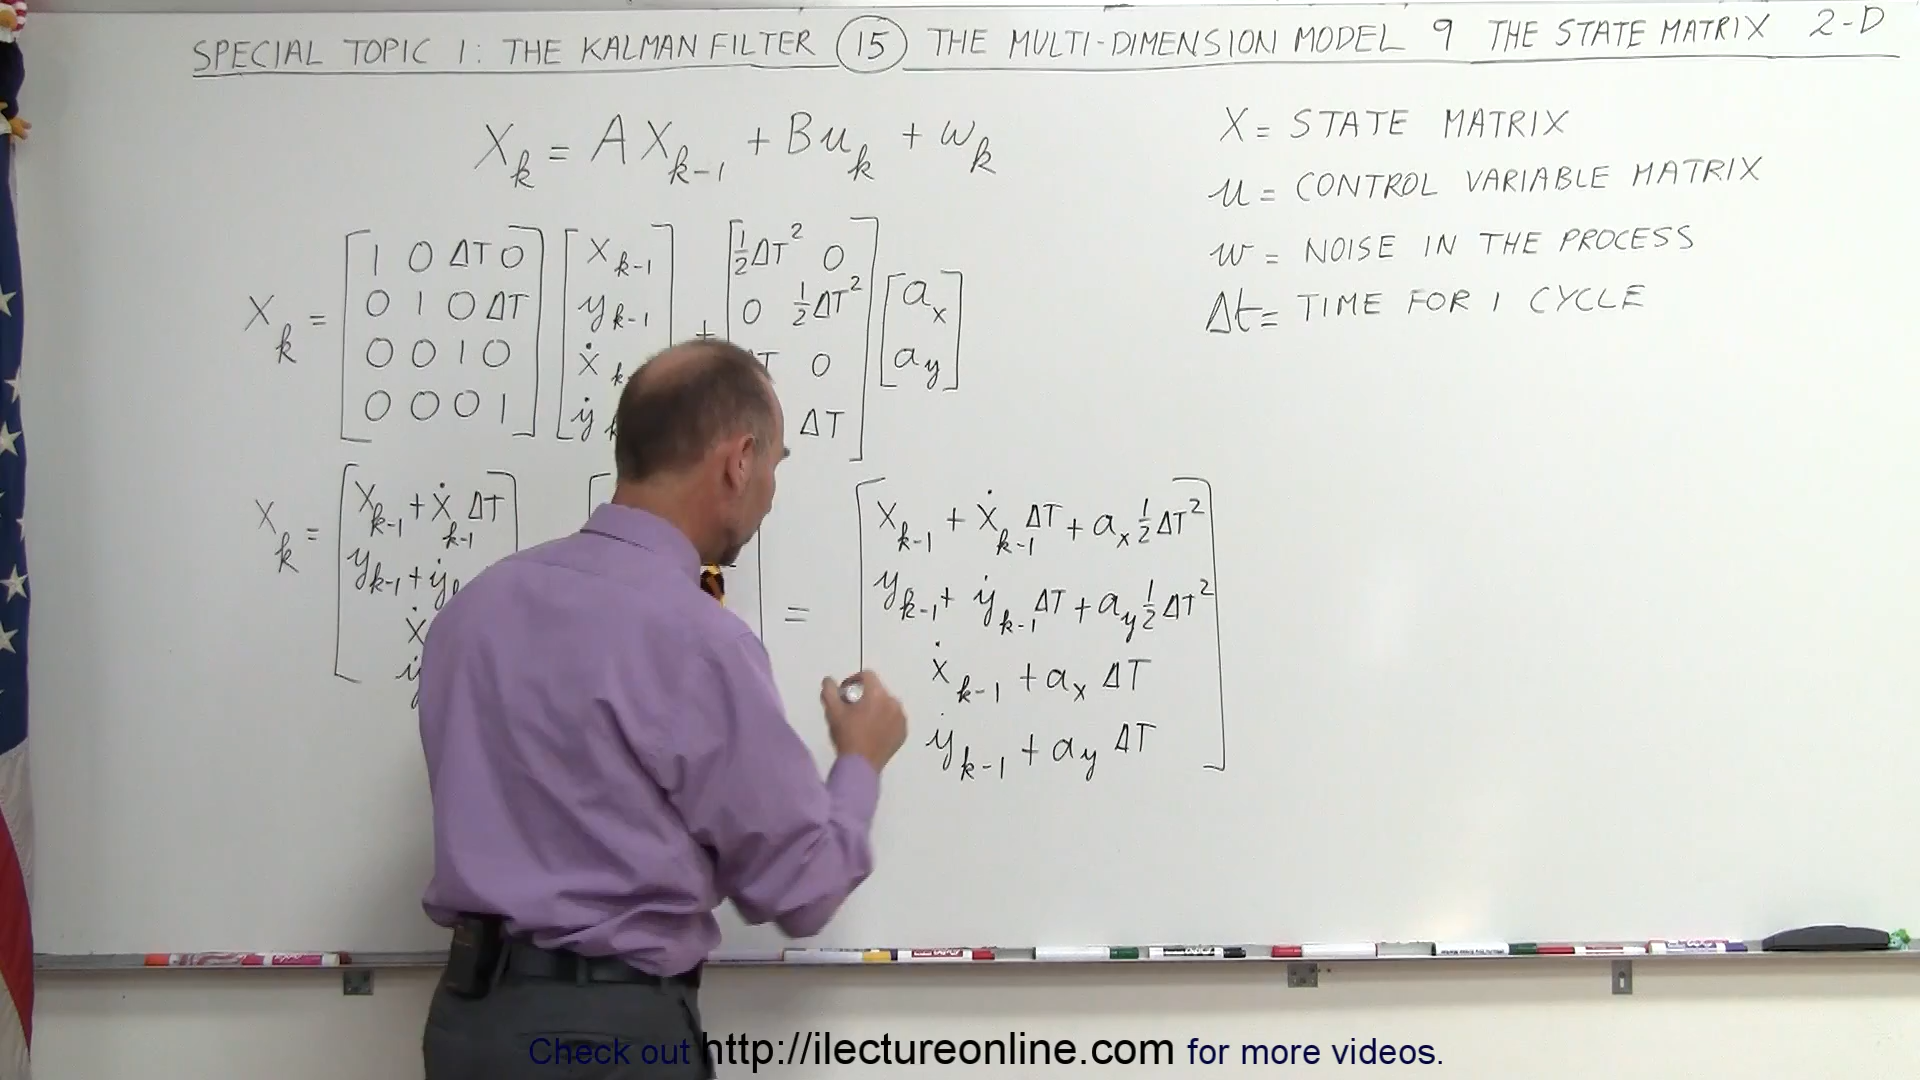 SPECIAL TOPIC 1: THE KALMAN FILTER 15 THE MULTI-DIMENSION MODEL 9 THE STATE MATRIX 2-D
X_k = A X_{k-1} + B u_k + w_k
X = STATE MATRIX
u = CONTROL VARIABLE MATRIX
w = NOISE IN THE PROCESS
Δt = TIME FOR 1 CYCLE
X_k = [ 1 0 ΔT 0 ] [ x_{k-1} ] + [ ½ΔT² 0 ] [ a_x ]
[ 0 1 0 ΔT ] [ y_{k-1} ] [ 0 ½ΔT² ] [ a_y ]
[ 0 0 1 0 ] [ ẋ k T 0 ]
[ 0 0 0 1 ] [ ẏ ΔT ]
X_k = [ x_{k-1} + ẋ_{k-1} ΔT ] [ ] = [ x_{k-1} + ẋ_{k-1} ΔT + a_x ½ ΔT² ]
[ y_{k-1} + ẏ [ y_{k-1} + ẏ_{k-1} ΔT + a_y ½ ΔT² ]
[ ẋ [ ẋ_{k-1} + a_x ΔT ]
[ ẏ [ ẏ_{k-1} + a_y ΔT ]
Check out http://ilectureonline.com for more videos.